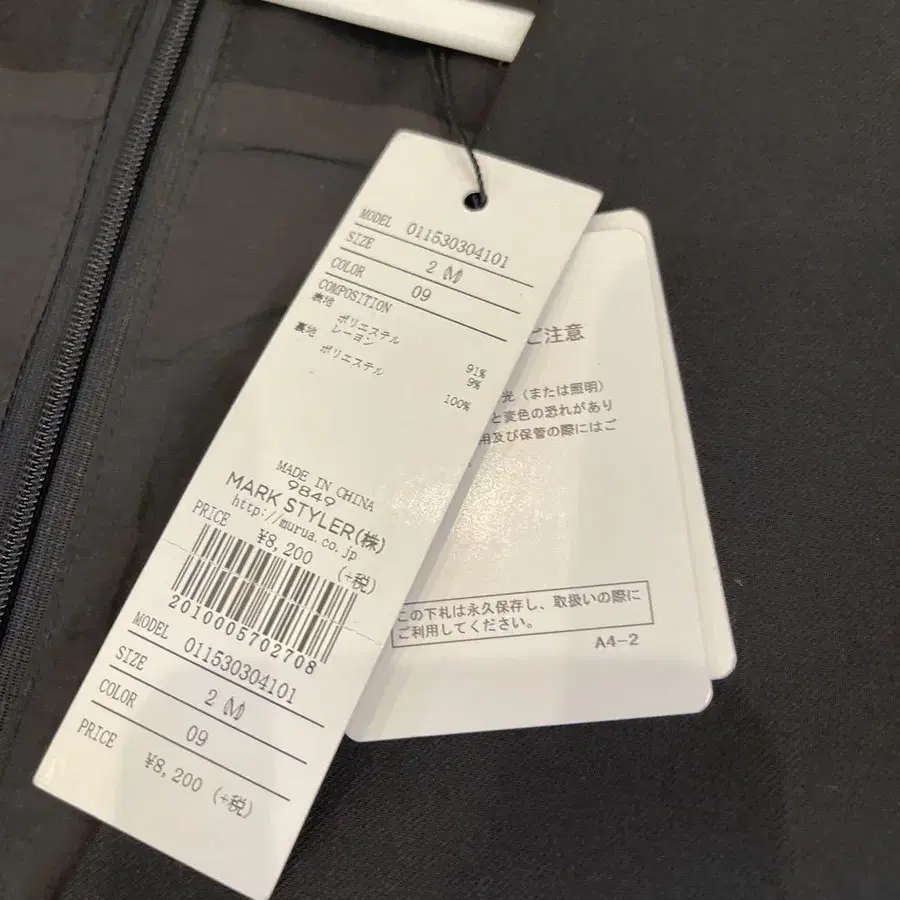 MODEL 011530304101
SIZE 2 (M)
COLOR 09
COMPOSITION
表地
ポリエステル 91%
レーヨン 9%
裏地
ポリエステル 100%
MADE IN CHINA
9849
MARK STYLER(株)
http://murua.co.jp
PRICE ¥8,200 (+税)
2010005702708
MODEL 011530304101
SIZE 2 (M)
COLOR 09
PRICE ¥8,200 (+税)
ご注意
光（または照明）
と変色の恐れがあり
用及び保管の際にはご
この下札は永久保存し、取扱いの際に
ご利用してください。
A4-2